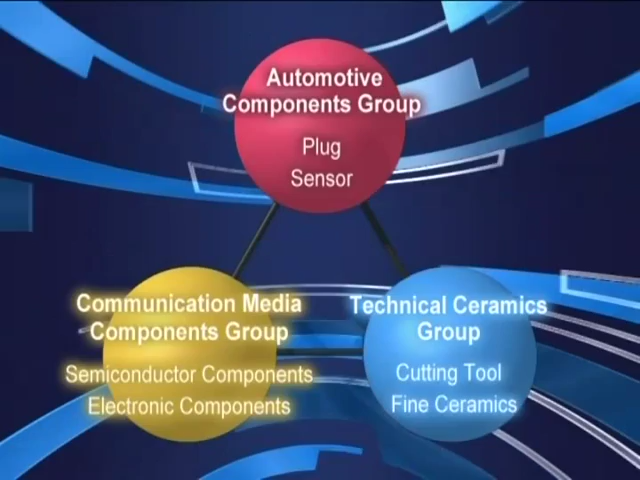 Automotive
Components Group
Plug
Sensor
Communication Media
Components Group
Semiconductor Components
Electronic Components
Technical Ceramics
Group
Cutting Tool
Fine Ceramics